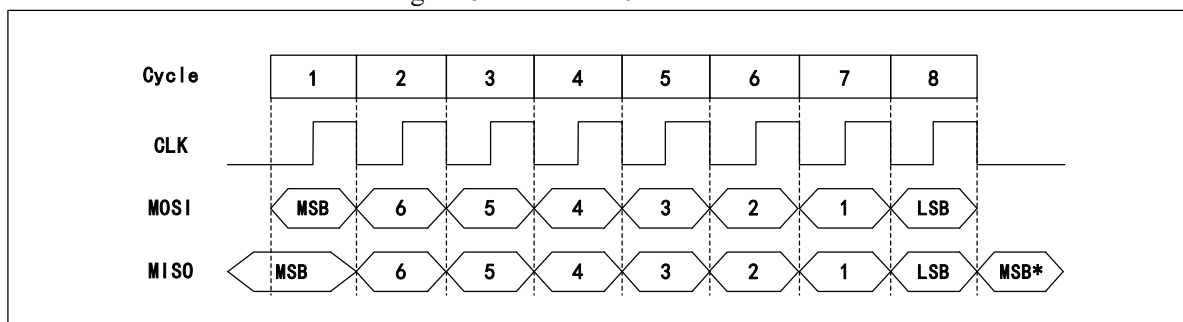 Cycle 1 2 3 4 5 6 7 8
CLK
MOSI MSB 6 5 4 3 2 1 LSB
MISO MSB 6 5 4 3 2 1 LSB MSB*